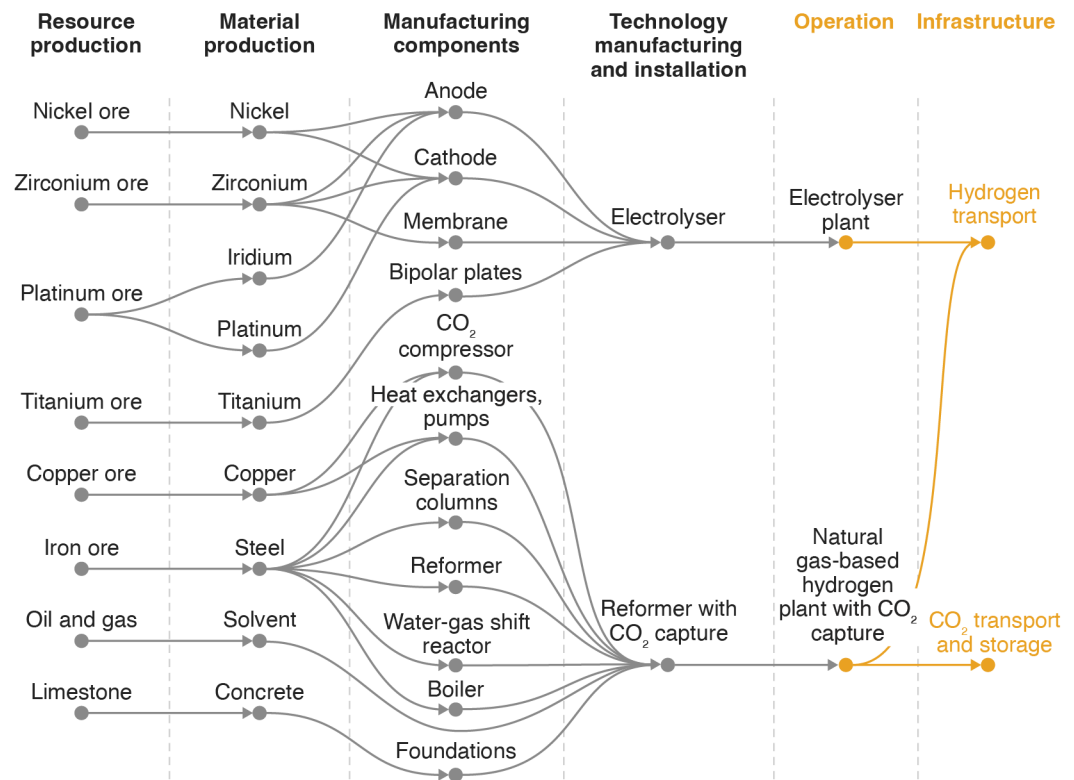 Resource
production
Material
production
Manufacturing
components
Technology
manufacturing
and installation
Operation
Infrastructure
Nickel ore
Zirconium ore
Platinum ore
Titanium ore
Copper ore
Iron ore
Oil and gas
Limestone
Nickel
Zirconium
Iridium
Platinum
Titanium
Copper
Steel
Solvent
Concrete
Anode
Cathode
Membrane
Bipolar plates
CO₂
compressor
Heat exchangers,
pumps
Separation
columns
Reformer
Water-gas shift
reactor
Boiler
Foundations
Electrolyser
Reformer with
CO₂ capture
Electrolyser
plant
Natural
gas-based
hydrogen
plant with CO₂
capture
Hydrogen
transport
CO₂ transport
and storage